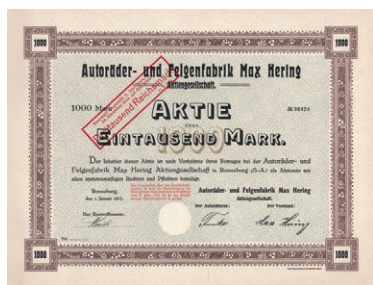 1000 1000
Autoräder- und Felgenfabrik Max Hering
Aktiengesellschaft.
1000 Mark
AKTIE
über
EINTAUSEND MARK.
1000
Der Inhaber dieser Aktie ist nach Verhältnis ihres Betrages bei der Autoräder- und
Felgenfabrik Max Hering Aktiengesellschaft in Ronneburg (S.-A.) als Aktionär mit
allen statutenmäßigen Rechten und Pflichten beteiligt.
Ronneburg,
Autoräder- und Felgenfabrik Max Hering
Aktiengesellschaft.
Der Kontrollbeamte:
Der Aufsichtsrat:
Der Vorstand:
Max Hering
1000 1000